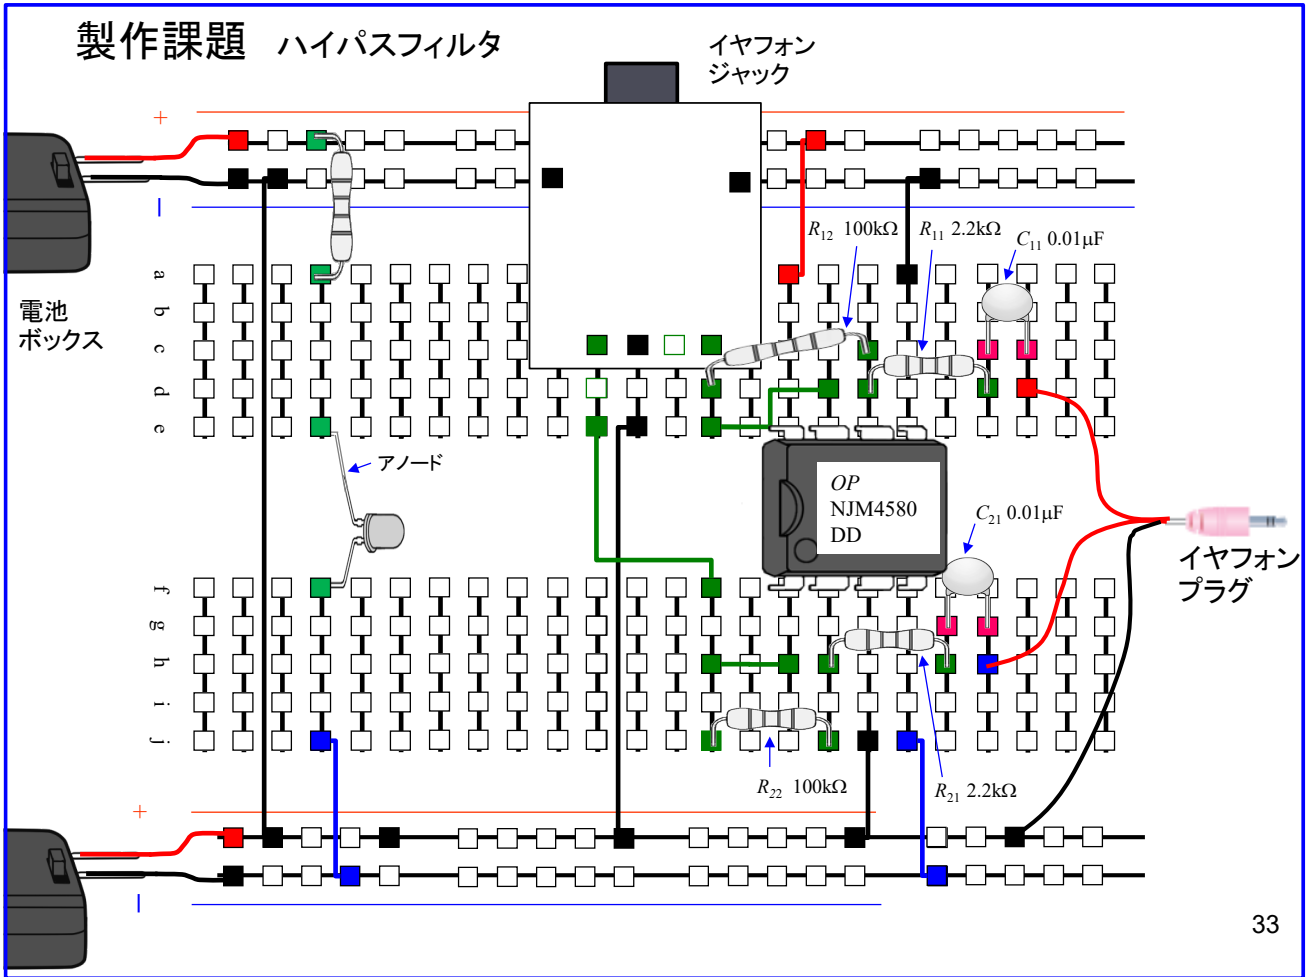 製作課題 ハイパスフィルタ
イヤフォン
ジャック
+
−
R12 100kΩ
R11 2.2kΩ
C11 0.01μF
電池
ボックス
a
b
c
d
e
アノード
OP
NJM4580
DD
C21 0.01μF
イヤフォン
プラグ
f
g
h
i
j
R22 100kΩ
R21 2.2kΩ
+
−
33